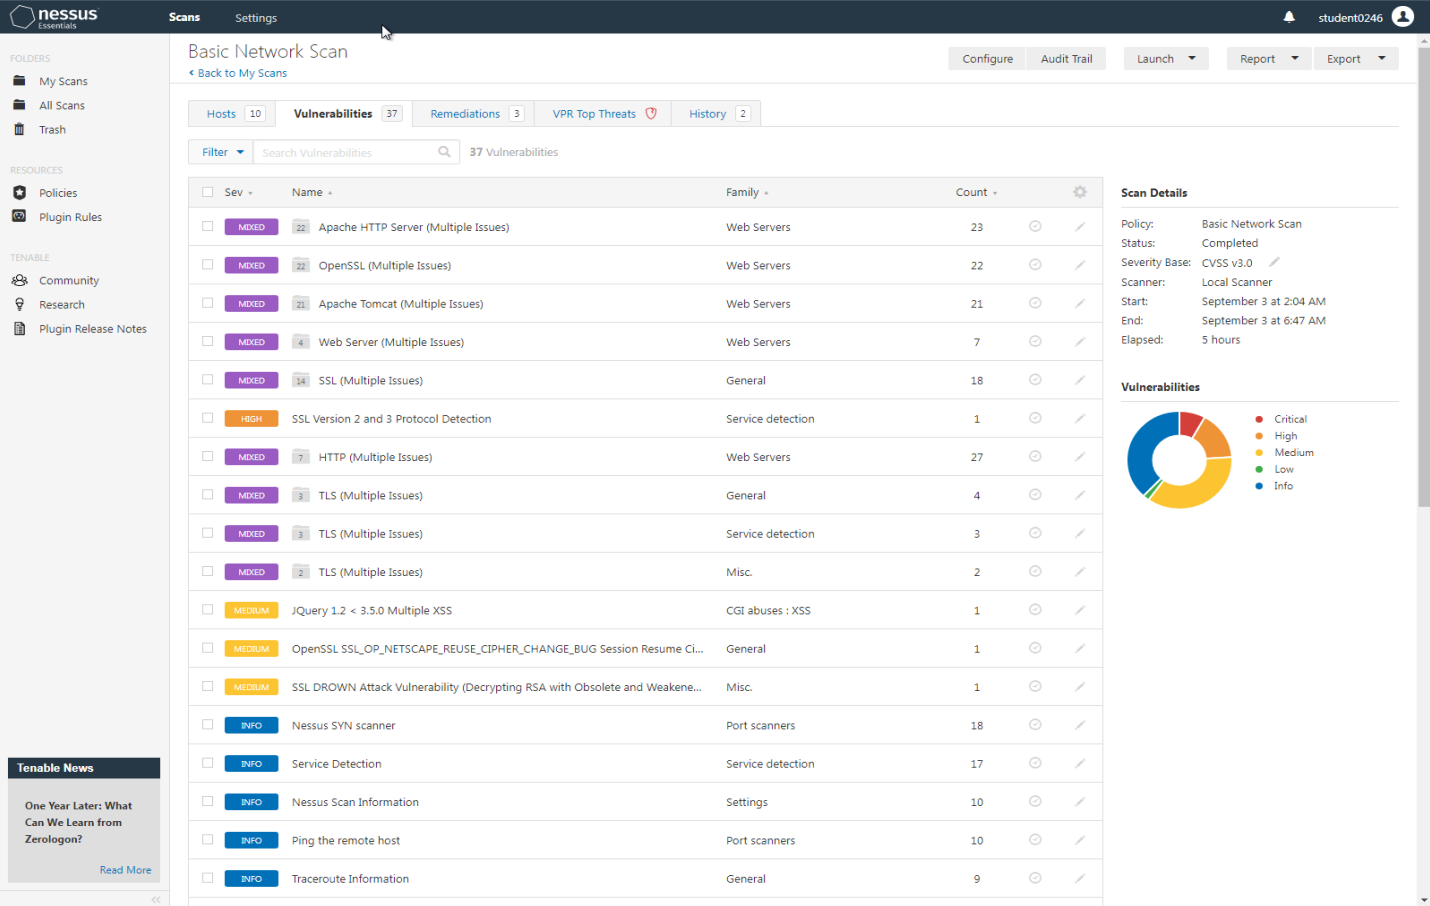 nessus
Essentials
Scans
Settings
student0246
FOLDERS
My Scans
All Scans
Trash
RESOURCES
Policies
Plugin Rules
TENABLE
Community
Research
Plugin Release Notes
Tenable News
One Year Later: What
Can We Learn from
Zerologon?
Read More
Basic Network Scan
Back to My Scans
Configure
Audit Trail
Launch
Report
Export
Hosts 10
Vulnerabilities 37
Remediations 3
VPR Top Threats
History 2
Filter
Search Vulnerabilities
37 Vulnerabilities
Sev Name Family Count
MIXED 22 Apache HTTP Server (Multiple Issues) Web Servers 23
MIXED 22 OpenSSL (Multiple Issues) Web Servers 22
MIXED 21 Apache Tomcat (Multiple Issues) Web Servers 21
MIXED 4 Web Server (Multiple Issues) Web Servers 7
MIXED 14 SSL (Multiple Issues) General 18
HIGH SSL Version 2 and 3 Protocol Detection Service detection 1
MIXED 7 HTTP (Multiple Issues) Web Servers 27
MIXED 3 TLS (Multiple Issues) General 4
MIXED 3 TLS (Multiple Issues) Service detection 3
MIXED 2 TLS (Multiple Issues) Misc. 2
MEDIUM JQuery 1.2 < 3.5.0 Multiple XSS CGI abuses : XSS 1
MEDIUM OpenSSL SSL_OP_NETSCAPE_REUSE_CIPHER_CHANGE_BUG Session Resume Ci... General 1
MEDIUM SSL DROWN Attack Vulnerability (Decrypting RSA with Obsolete and Weakene... Misc. 1
INFO Nessus SYN scanner Port scanners 18
INFO Service Detection Service detection 17
INFO Nessus Scan Information Settings 10
INFO Ping the remote host Port scanners 10
INFO Traceroute Information General 9
Scan Details
Policy: Basic Network Scan
Status: Completed
Severity Base: CVSS v3.0
Scanner: Local Scanner
Start: September 3 at 2:04 AM
End: September 3 at 6:47 AM
Elapsed: 5 hours
Vulnerabilities
Critical
High
Medium
Low
Info